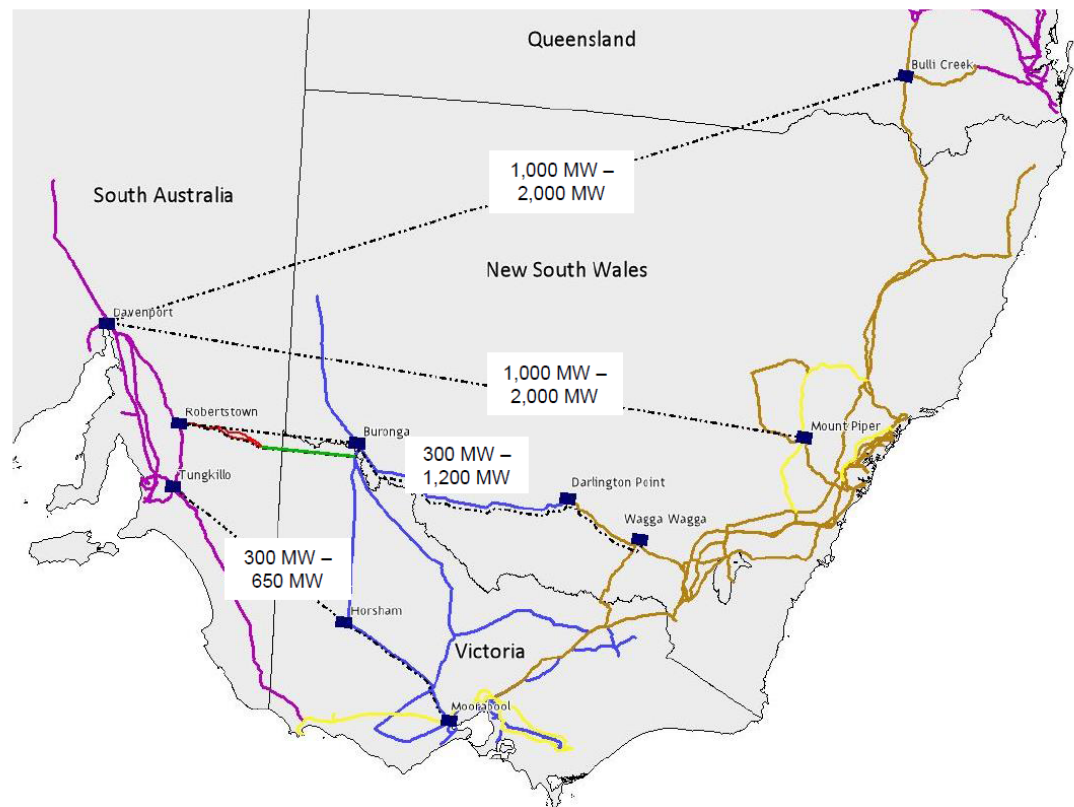 Queensland
Bulli Creek
1,000 MW –
2,000 MW
South Australia
New South Wales
Davenport
1,000 MW –
2,000 MW
Robertstown
Buronga
Mount Piper
300 MW –
1,200 MW
Tungkillo
Darlington Point
Wagga Wagga
300 MW –
650 MW
Horsham
Victoria
Moorabool